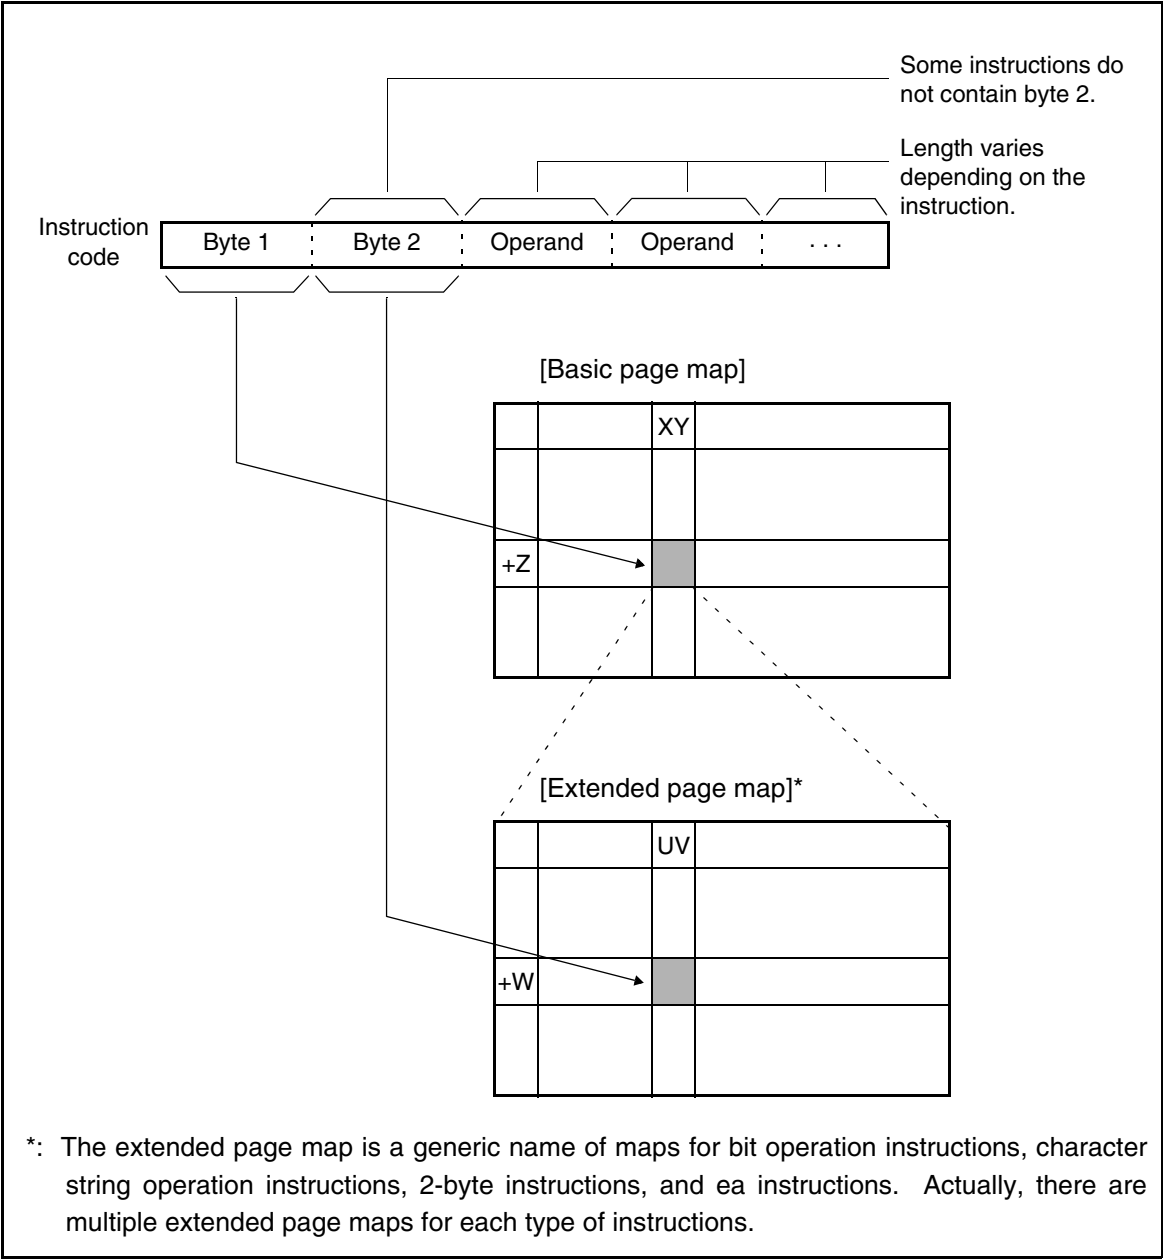 Some instructions do
not contain byte 2.
Length varies
depending on the
instruction.
Instruction
code
Byte 1
Byte 2
Operand
Operand
. . .
[Basic page map]
XY
+Z
[Extended page map]*
UV
+W
*: The extended page map is a generic name of maps for bit operation instructions, character
string operation instructions, 2-byte instructions, and ea instructions. Actually, there are
multiple extended page maps for each type of instructions.